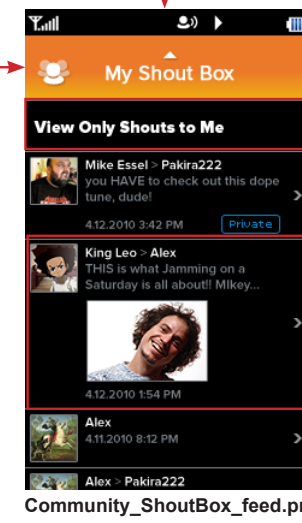 My Shout Box
View Only Shouts to Me
Mike Essel > Pakira222
you HAVE to check out this dope
tune, dude!
4.12.2010 3:42 PM Private
King Leo > Alex
THIS is what Jamming on a
Saturday is all about!! MIkey...
4.12.2010 1:54 PM
Alex
4.11.2010 8:12 PM
Alex > Pakira222
Community_ShoutBox_feed.pn